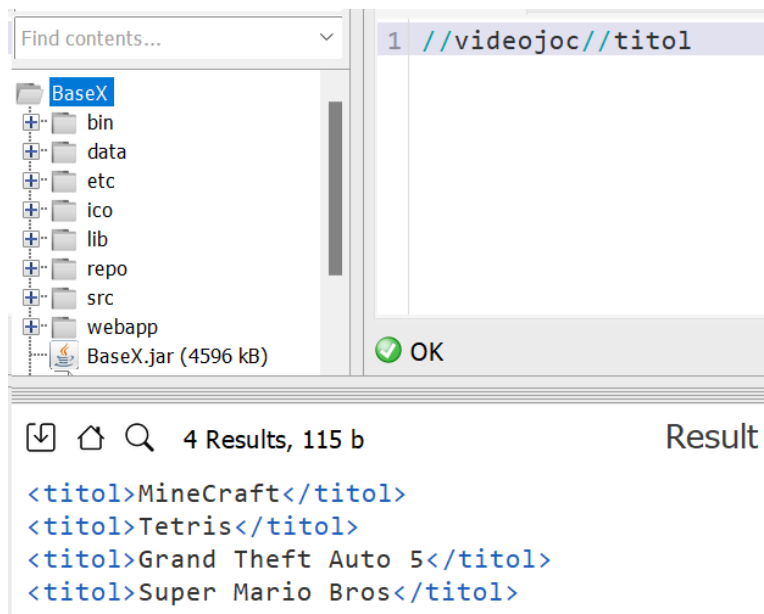 Find contents...
BaseX
bin
data
etc
ico
lib
repo
src
webapp
BaseX.jar (4596 kB)
1 //videojoc//titol
OK
4 Results, 115 b
Result
<titol>MineCraft</titol>
<titol>Tetris</titol>
<titol>Grand Theft Auto 5</titol>
<titol>Super Mario Bros</titol>